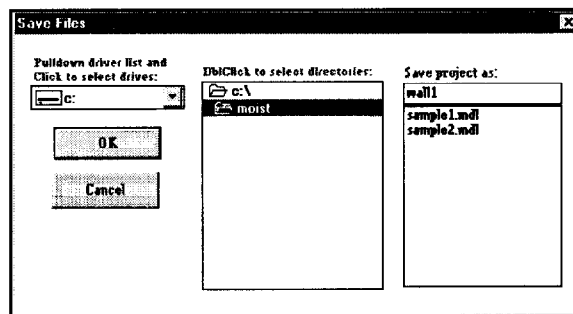 Save Files
Pulldown driver list and
Click to select drives:
c:
OK
Cancel
DblClick to select directories:
c:\
moist
Save project as:
wall1
sample1.mdl
sample2.mdl